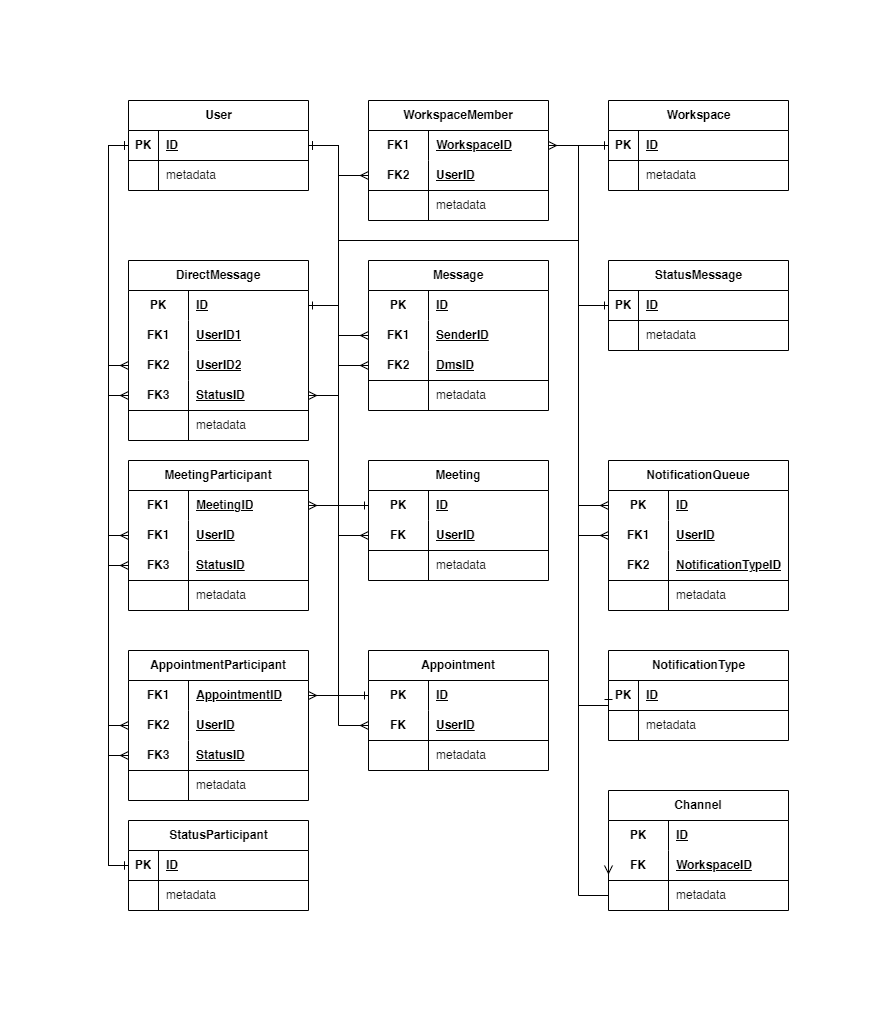 User
PK ID
metadata
WorkspaceMember
FK1 WorkspaceID
FK2 UserID
metadata
Workspace
PK ID
metadata
DirectMessage
PK ID
FK1 UserID1
FK2 UserID2
FK3 StatusID
metadata
Message
PK ID
FK1 SenderID
FK2 DmsID
metadata
StatusMessage
PK ID
metadata
MeetingParticipant
FK1 MeetingID
FK1 UserID
FK3 StatusID
metadata
Meeting
PK ID
FK UserID
metadata
NotificationQueue
PK ID
FK1 UserID
FK2 NotificationTypeID
metadata
AppointmentParticipant
FK1 AppointmentID
FK2 UserID
FK3 StatusID
metadata
Appointment
PK ID
FK UserID
metadata
NotificationType
PK ID
metadata
StatusParticipant
PK ID
metadata
Channel
PK ID
FK WorkspaceID
metadata